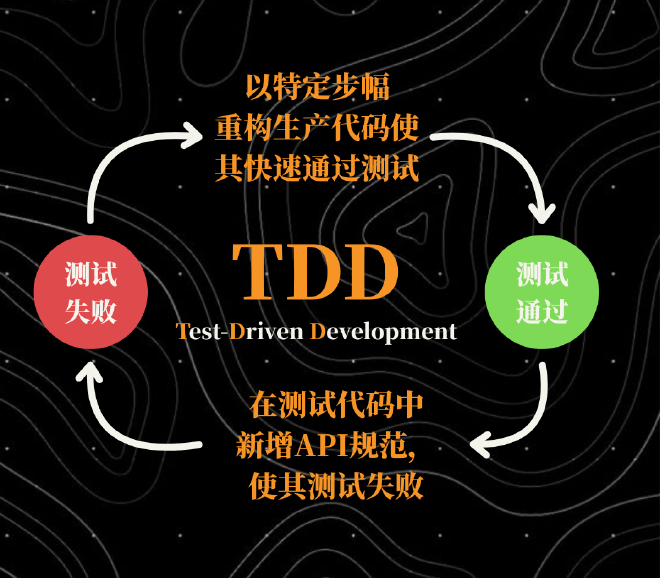 以特定步幅
重构生产代码使
其快速通过测试
测试
失败
TDD
Test-Driven Development
测试
通过
在测试代码中
新增API规范,
使其测试失败